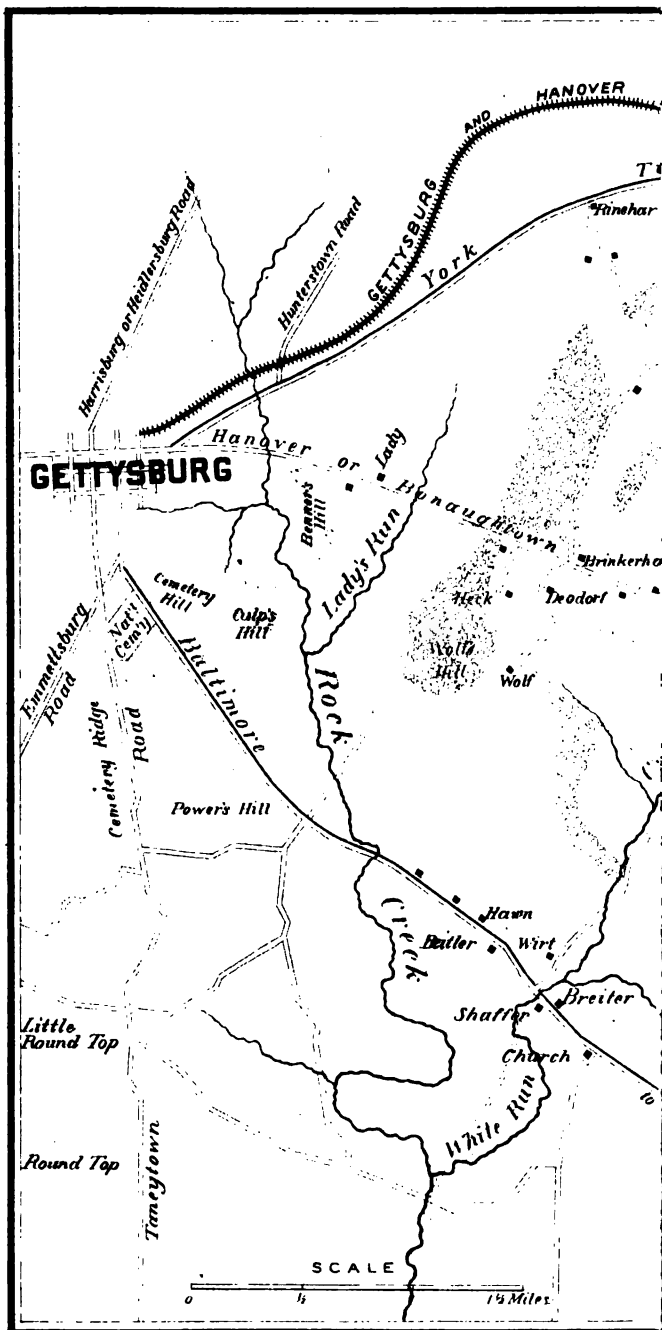 GETTYSBURG AND HANOVER
York
Harrisburg or Heidlersburg Road
Hunterstown Road
Rinehar
Hanover or Bonaughtown
Lady
GETTYSBURG
Benner's
Hill
Lady's Run
Brinkerho
Heck
Deodorf
Cemetery
Hill
Culp's
Hill
Nat'l
Cem'y
Wolf's
Hill
Wolf
Emmettsburg
Road
Baltimore
Rock
Creek
Cemetery Ridge
Road
Power's Hill
Hawn
Batler
Wirt
Shaffer
Breiter
Church
Little
Round Top
White Run
to
Round Top
Taneytown
SCALE
0 ½ 1½ Miles